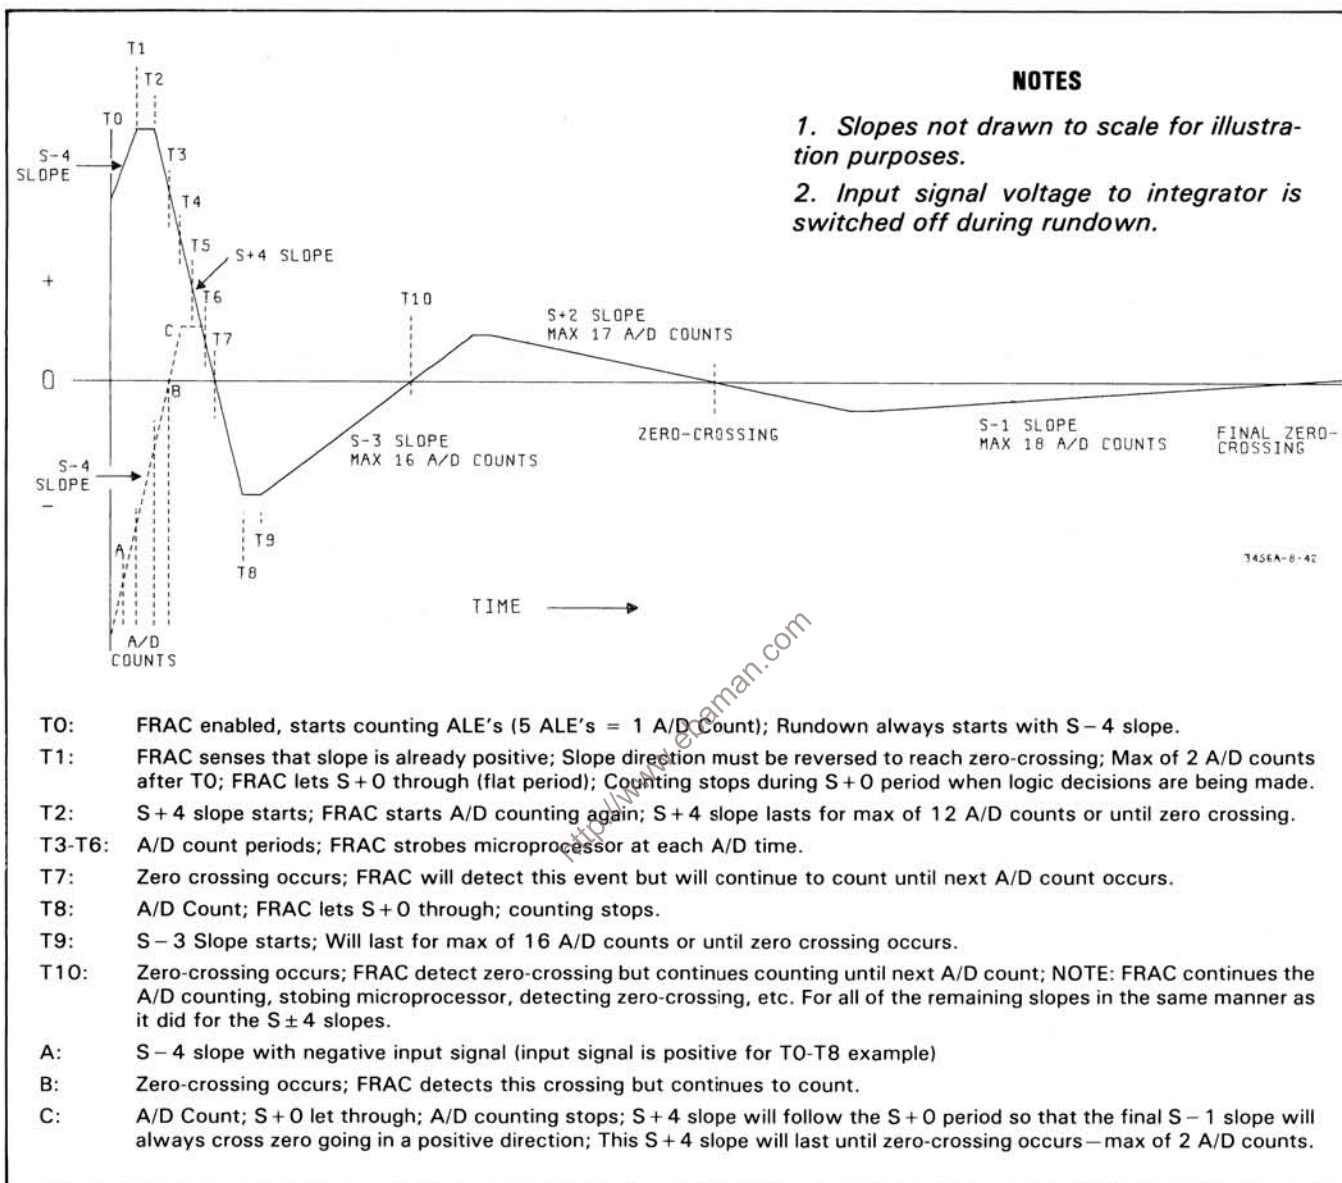 T1
T2
T0
S-4
SLOPE
T3
T4
T5
S+4 SLOPE
T6
C
T7
+
0
B
S-4
SLOPE
-
A
A/D
COUNTS
T8
T9
T10
S-3 SLOPE
MAX 16 A/D COUNTS
S+2 SLOPE
MAX 17 A/D COUNTS
ZERO-CROSSING
S-1 SLOPE
MAX 18 A/D COUNTS
FINAL ZERO-
CROSSING
TIME
NOTES
1. Slopes not drawn to scale for illustra-
tion purposes.
2. Input signal voltage to integrator is
switched off during rundown.
3456A-8-42
http://www.ebaman.com
T0: FRAC enabled, starts counting ALE's (5 ALE's = 1 A/D Count); Rundown always starts with S-4 slope.
T1: FRAC senses that slope is already positive; Slope direction must be reversed to reach zero-crossing; Max of 2 A/D counts
after T0; FRAC lets S+0 through (flat period); Counting stops during S+0 period when logic decisions are being made.
T2: S+4 slope starts; FRAC starts A/D counting again; S+4 slope lasts for max of 12 A/D counts or until zero crossing.
T3-T6: A/D count periods; FRAC strobes microprocessor at each A/D time.
T7: Zero crossing occurs; FRAC will detect this event but will continue to count until next A/D count occurs.
T8: A/D Count; FRAC lets S+0 through; counting stops.
T9: S-3 Slope starts; Will last for max of 16 A/D counts or until zero crossing occurs.
T10: Zero-crossing occurs; FRAC detect zero-crossing but continues counting until next A/D count; NOTE: FRAC continues the
A/D counting, stobing microprocessor, detecting zero-crossing, etc. For all of the remaining slopes in the same manner as
it did for the S±4 slopes.
A: S-4 slope with negative input signal (input signal is positive for T0-T8 example)
B: Zero-crossing occurs; FRAC detects this crossing but continues to count.
C: A/D Count; S+0 let through; A/D counting stops; S+4 slope will follow the S+0 period so that the final S-1 slope will
always cross zero going in a positive direction; This S+4 slope will last until zero-crossing occurs—max of 2 A/D counts.